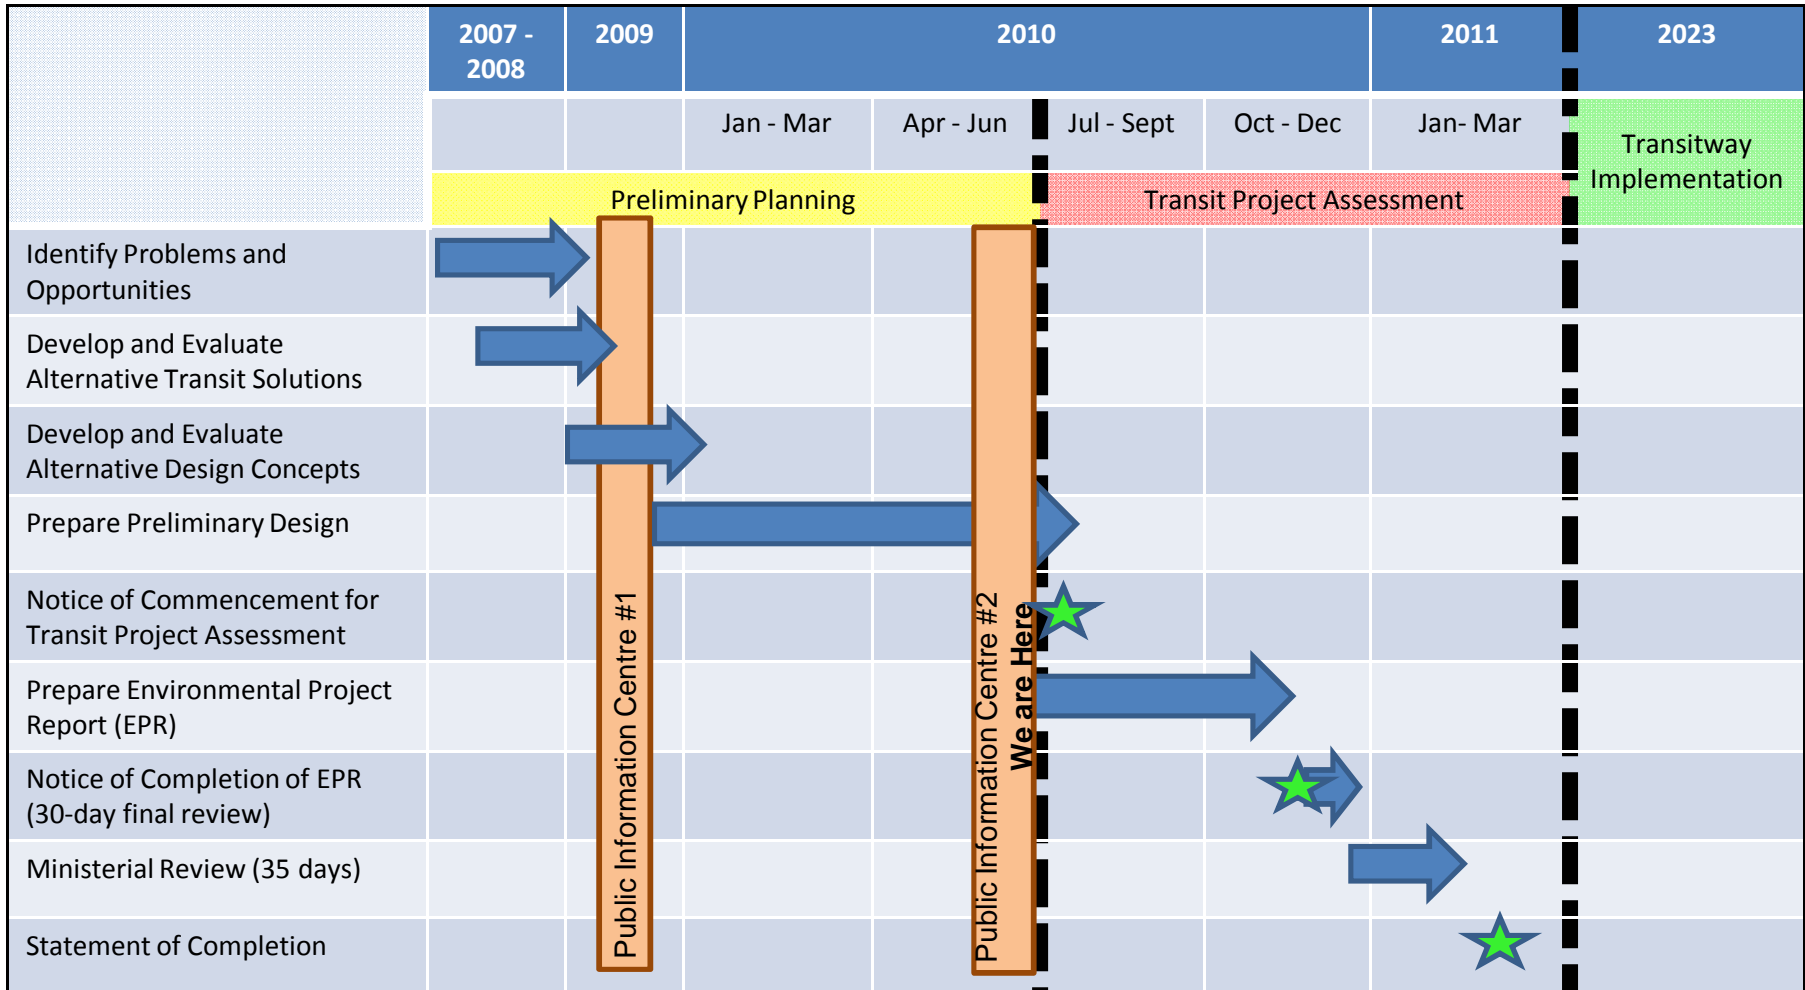 2007 -
2008
2009
2010
2011
2023
Jan - Mar
Apr - Jun
Jul - Sept
Oct - Dec
Jan- Mar
Transitway
Implementation
Preliminary Planning
Transit Project Assessment
Identify Problems and
Opportunities
Develop and Evaluate
Alternative Transit Solutions
Develop and Evaluate
Alternative Design Concepts
Prepare Preliminary Design
Notice of Commencement for
Transit Project Assessment
Prepare Environmental Project
Report (EPR)
Notice of Completion of EPR
(30-day final review)
Ministerial Review (35 days)
Statement of Completion
Public Information Centre #1
Public Information Centre #2
We are Here